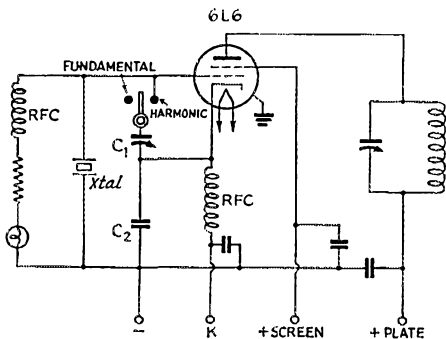 6L6
FUNDAMENTAL
HARMONIC
RFC
C1
Xtal
RFC
C2
−
K
+SCREEN
+PLATE